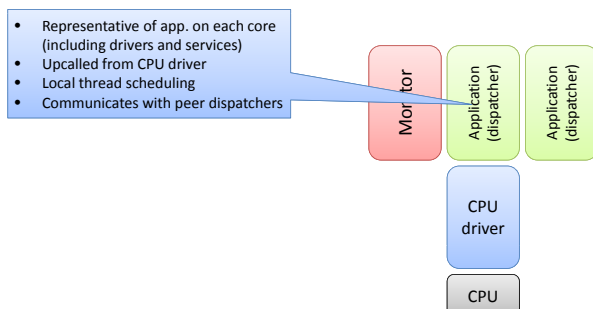 • Representative of app. on each core
(including drivers and services)
• Upcalled from CPU driver
• Local thread scheduling
• Communicates with peer dispatchers
Monitor
Application
(dispatcher)
Application
(dispatcher)
CPU
driver
CPU